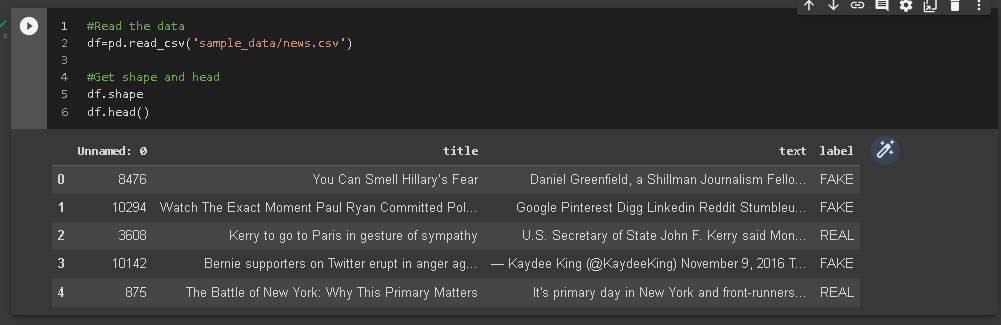 1 #Read the data
2 df=pd.read_csv('sample_data/news.csv')
3
4 #Get shape and head
5 df.shape
6 df.head()
Unnamed: 0 title text label
0 8476 You Can Smell Hillary's Fear Daniel Greenfield, a Shillman Journalism Fello... FAKE
1 10294 Watch The Exact Moment Paul Ryan Committed Pol... Google Pinterest Digg Linkedin Reddit Stumbleu... FAKE
2 3608 Kerry to go to Paris in gesture of sympathy U.S. Secretary of State John F. Kerry said Mon... REAL
3 10142 Bernie supporters on Twitter erupt in anger ag... — Kaydee King (@KaydeeKing) November 9, 2016 T... FAKE
4 875 The Battle of New York: Why This Primary Matters It's primary day in New York and front-runners... REAL